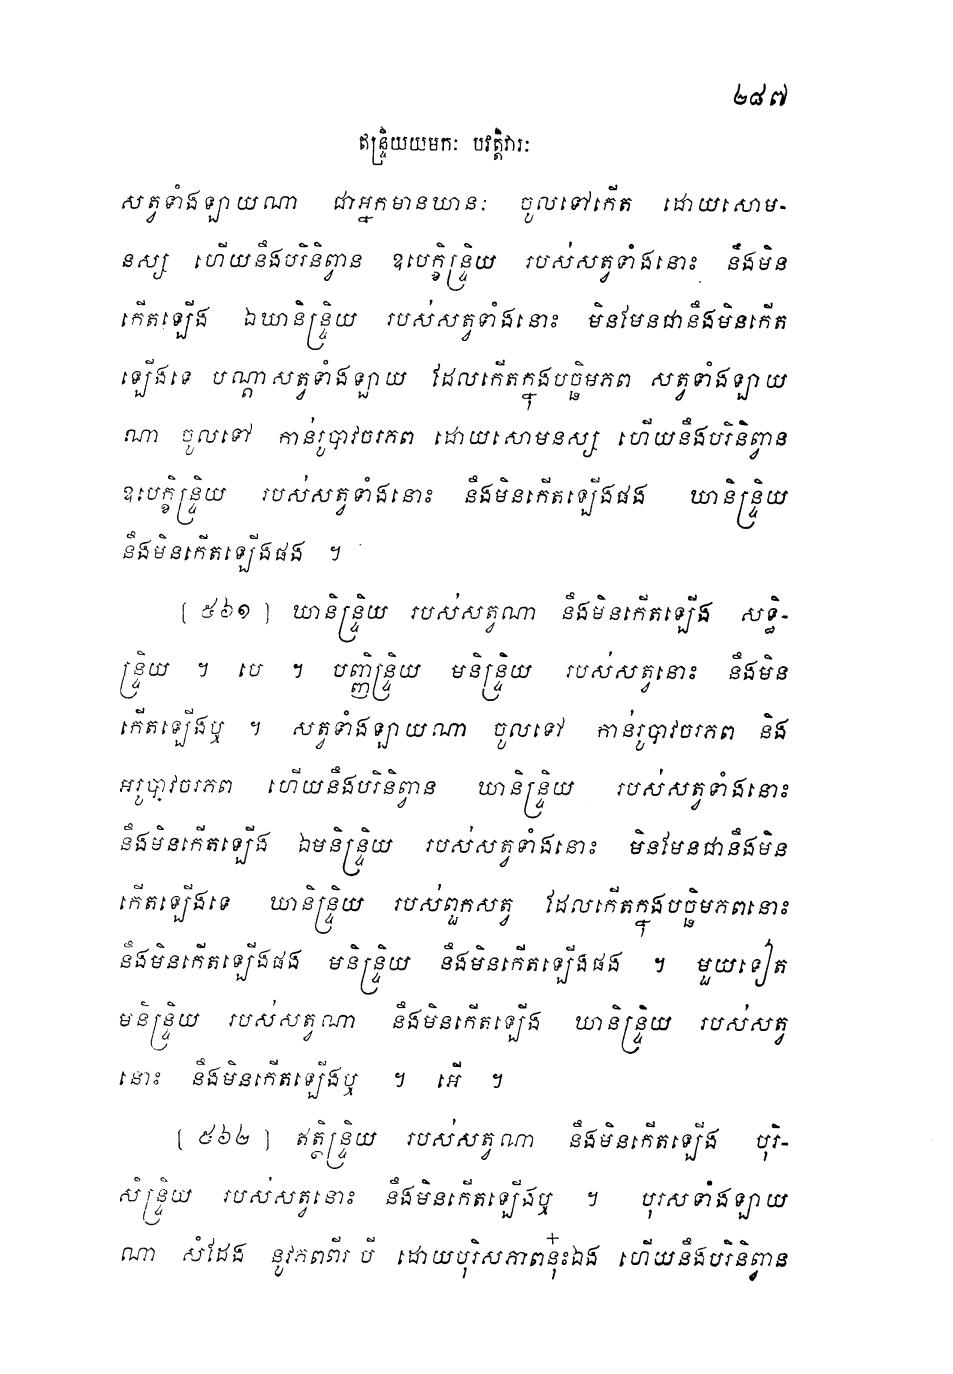 ២៨៧
ឥន្ទ្រិយយមកៈ បវត្តិវារៈ
សត្វទាំងឡាយណា ជាអ្នកមានឃានៈ ចូលទៅកើត ដោយសោម-
នស្ស ហើយនឹងបរិនិព្វាន ឧបេក្ខិន្ទ្រិយ របស់សត្វទាំងនោះ នឹងមិន
កើតឡើង ឯឃានិន្ទ្រិយ របស់សត្វទាំងនោះ មិនមែនជានឹងមិនកើត
ឡើងទេ បណ្តាសត្វទាំងឡាយ ដែលកើតក្នុងបច្ឆិមភព សត្វទាំងឡាយ
ណា ចូលទៅ កាន់រូបាវចរភព ដោយសោមនស្ស ហើយនឹងបរិនិព្វាន
ឧបេក្ខិន្ទ្រិយ របស់សត្វទាំងនោះ នឹងមិនកើតឡើងផង ឃានិន្ទ្រិយ
នឹងមិនកើតឡើងផង ។
[ ៥៦១ ] ឃានិន្ទ្រិយ របស់សត្វណា នឹងមិនកើតឡើង សទ្ធិ-
ន្ទ្រិយ ។ បេ ។ បញ្ញិន្ទ្រិយ មនិន្ទ្រិយ របស់សត្វនោះ នឹងមិន
កើតឡើងឬ ។ សត្វទាំងឡាយណា ចូលទៅ កាន់រូបាវចរភព និង
អរូបាវចរភព ហើយនឹងបរិនិព្វាន ឃានិន្ទ្រិយ របស់សត្វទាំងនោះ
នឹងមិនកើតឡើង ឯមនិន្ទ្រិយ របស់សត្វទាំងនោះ មិនមែនជានឹងមិន
កើតឡើងទេ ឃានិន្ទ្រិយ របស់ពួកសត្វ ដែលកើតក្នុងបច្ឆិមភពនោះ
នឹងមិនកើតឡើងផង មនិន្ទ្រិយ នឹងមិនកើតឡើងផង ។ មួយទៀត
មនិន្ទ្រិយ របស់សត្វណា នឹងមិនកើតឡើង ឃានិន្ទ្រិយ របស់សត្វ
នោះ នឹងមិនកើតឡើងឬ ។ អើ ។
[ ៥៦២ ] ឥត្ថិន្ទ្រិយ របស់សត្វណា នឹងមិនកើតឡើង បុរិ-
សិន្ទ្រិយ របស់សត្វនោះ នឹងមិនកើតឡើងឬ ។ បុរសទាំងឡាយ
ណា សំដែង នូវភពពីរ បី ដោយបុរិសភាពនុ៎ះឯង ហើយនឹងបរិនិព្វាន